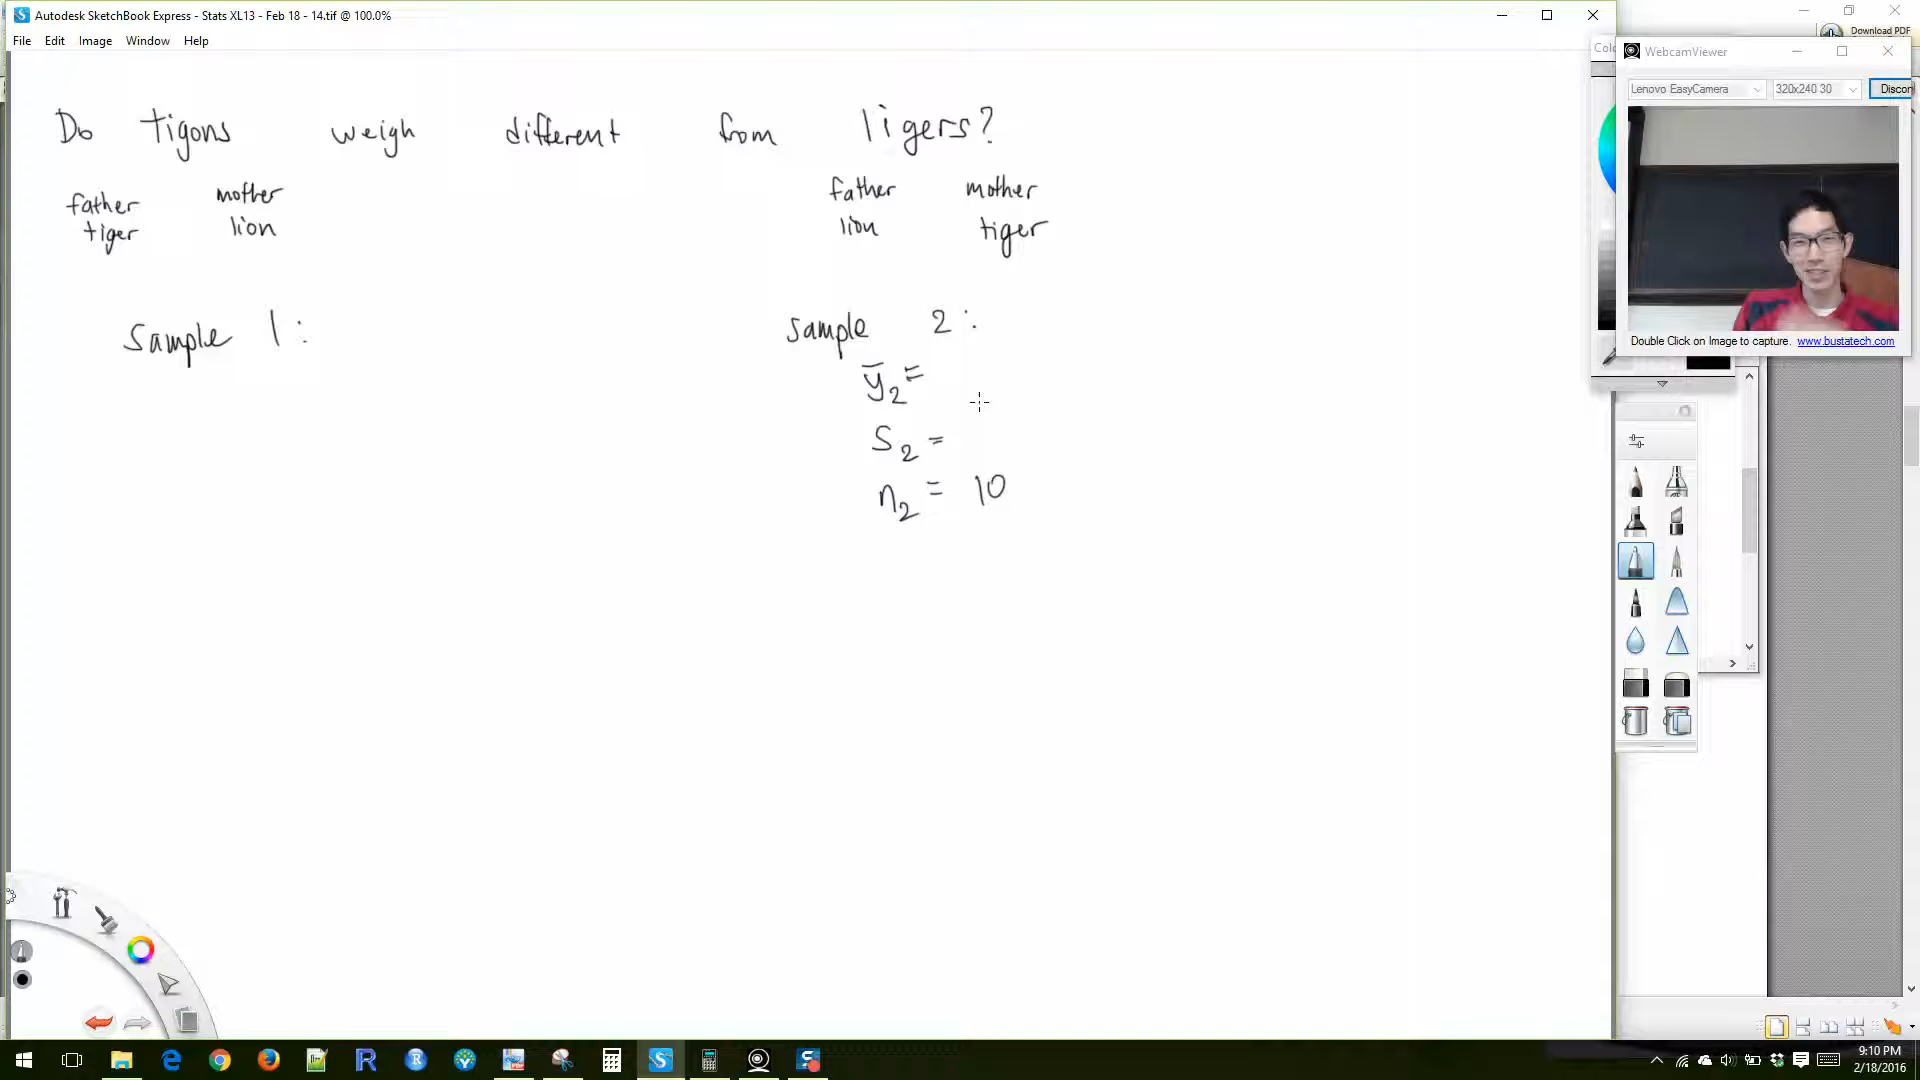 Autodesk SketchBook Express - Stats XL13 - Feb 18 - 14.tif @ 100.0%
File Edit Image Window Help
Download PDF
WebcamViewer
Lenovo EasyCamera 320x240 30 Discon
Double Click on Image to capture. www.bustatech.com
Do tigons weigh different from ligers?
father mother father mother
tiger lion lion tiger
Sample 1: Sample 2:
ȳ₂ =
S₂ =
n₂ = 10
9:10 PM
2/18/2016